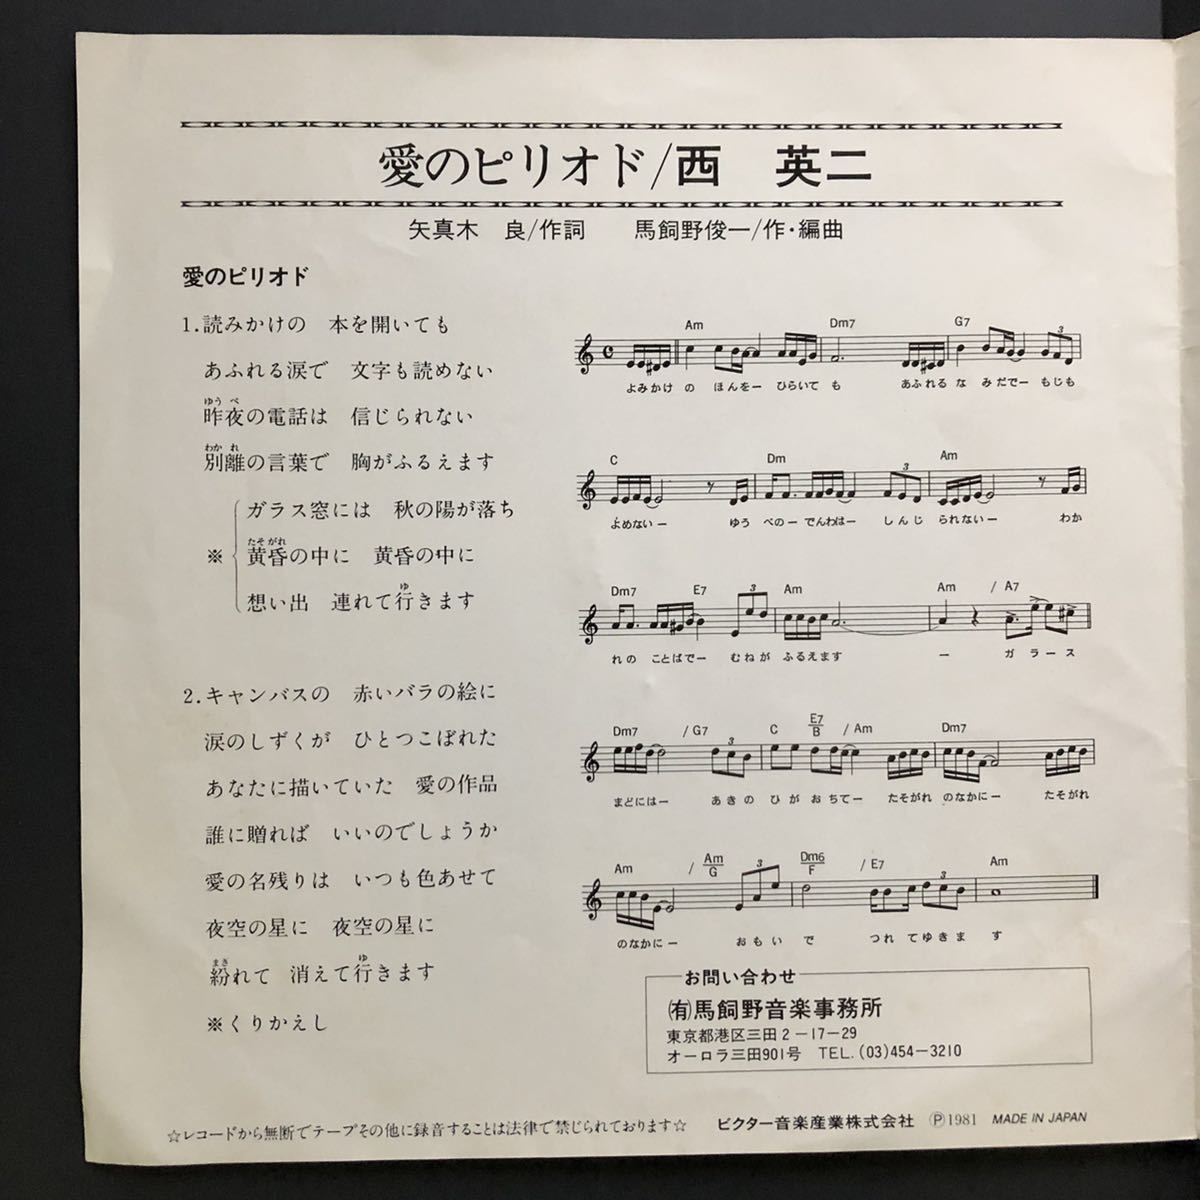 愛のピリオド/西　英二
矢真木　良/作詞　　馬飼野俊一/作・編曲
愛のピリオド
1.読みかけの　本を開いても
あふれる涙で　文字も読めない
ゆうべ
昨夜の電話は　信じられない
わかれ
別離の言葉で　胸がふるえます
ガラス窓には　秋の陽が落ち
たそがれ
※ 黄昏の中に　黄昏の中に
ゆ
想い出　連れて行きます
2.キャンバスの　赤いバラの絵に
涙のしずくが　ひとつこぼれた
あなたに描いていた　愛の作品
誰に贈れば　いいのでしょうか
愛の名残りは　いつも色あせて
夜空の星に　夜空の星に
まぎ　ゆ
紛れて　消えて行きます
※くりかえし
Am Dm7 G7
3
よみかけ の ほんをー ひらいて も あふれる な みだでー もじも
C Dm Am
3
よめないー ゆう べのー でんわはー しんじ られないー わか
Dm7 E7 Am Am / A7
3
れの ことばでー むねが ふるえます ー ガ ラー ス
Dm7 / G7 C E7/B / Am Dm7
3
まどにはー あきの ひが おちてー たそがれ のなかにー たそがれ
Am / Am/G Dm6/F / E7 Am
3 3
のなかにー おもい で つれ てゆきま す
お問い合わせ
(有)馬飼野音楽事務所
東京都港区三田2-17-29
オーロラ三田901号　TEL.(03)454-3210
☆レコードから無断でテープその他に録音することは法律で禁じられております☆　ビクター音楽産業株式会社　Ⓟ1981　MADE IN JAPAN